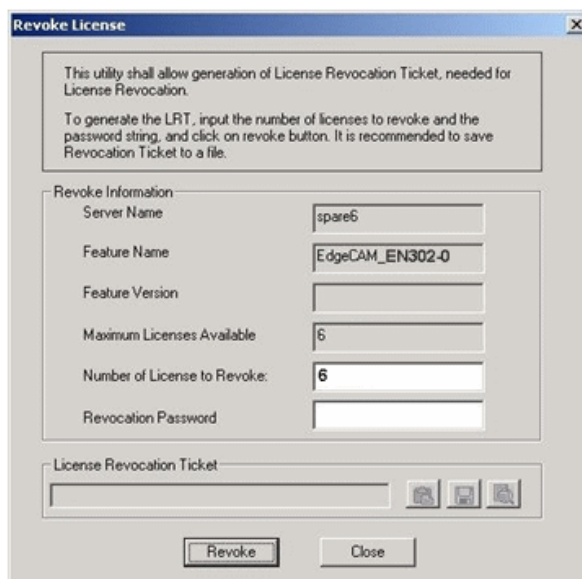 Revoke License
This utility shall allow generation of License Revocation Ticket, needed for
License Revocation.
To generate the LRT, input the number of licenses to revoke and the
password string, and click on revoke button. It is recommended to save
Revocation Ticket to a file.
Revoke Information
Server Name
spare6
Feature Name
EdgeCAM_EN302-0
Feature Version
Maximum Licenses Available
6
Number of License to Revoke:
6
Revocation Password
License Revocation Ticket
Revoke
Close